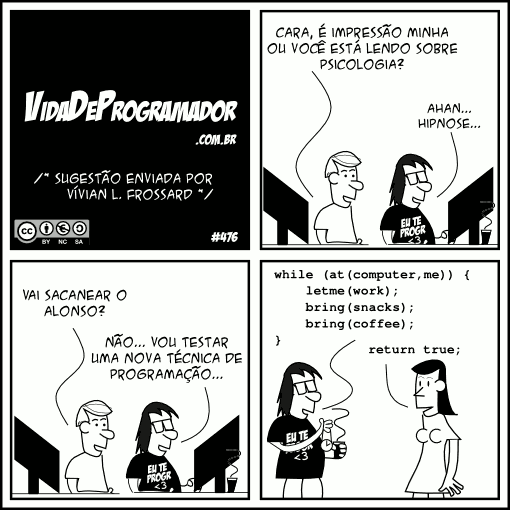 VIDADEPROGRAMADOR
.COM.BR
/* SUGESTÃO ENVIADA POR
VÍVIAN L. FROSSARD */
cc
BY NC SA
#476
CARA, É IMPRESSÃO MINHA
OU VOCÊ ESTÁ LENDO SOBRE
PSICOLOGIA?
AHAN...
HIPNOSE...
EU TE
PROGR
<3
VAI SACANEAR O
ALONSO?
NÃO... VOU TESTAR
UMA NOVA TÉCNICA DE
PROGRAMAÇÃO...
EU TE
PROGR
<3
while (at(computer,me)) {
letme(work);
bring(snacks);
bring(coffee);
}
return true;
EU TE
<3